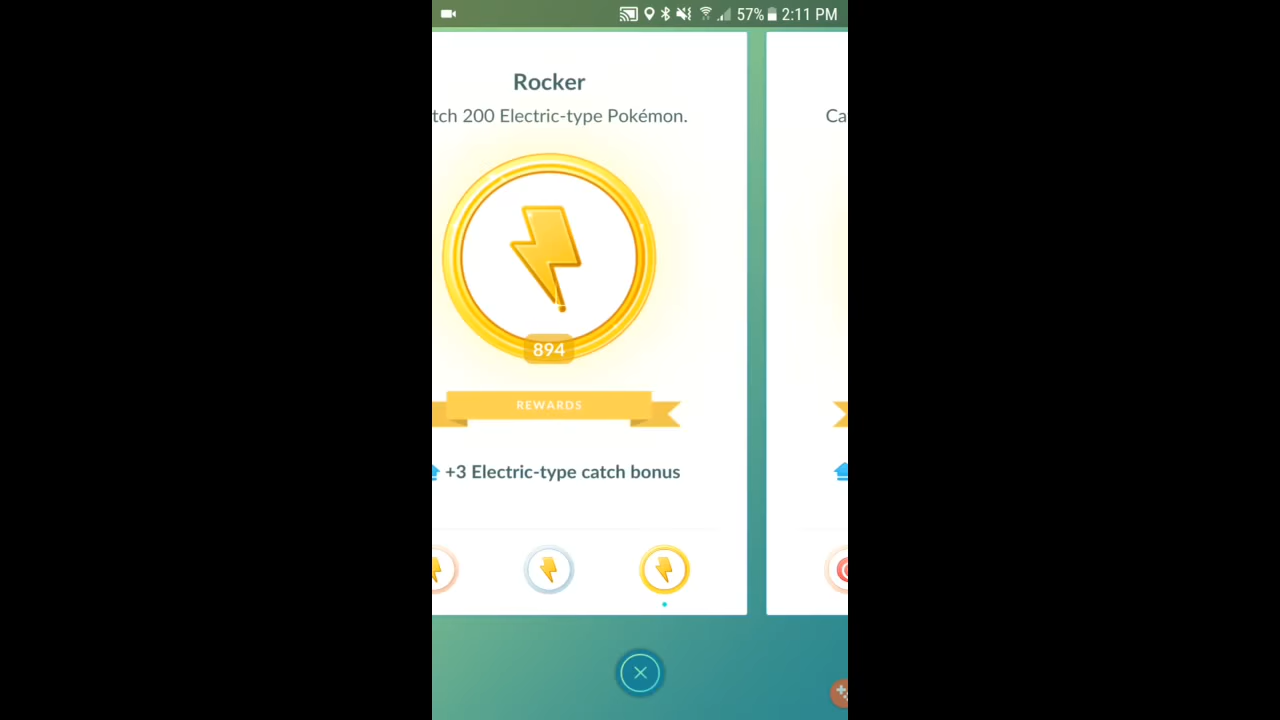 57% 2:11 PM
Rocker
tch 200 Electric-type Pokémon.
Ca
894
REWARDS
+3 Electric-type catch bonus